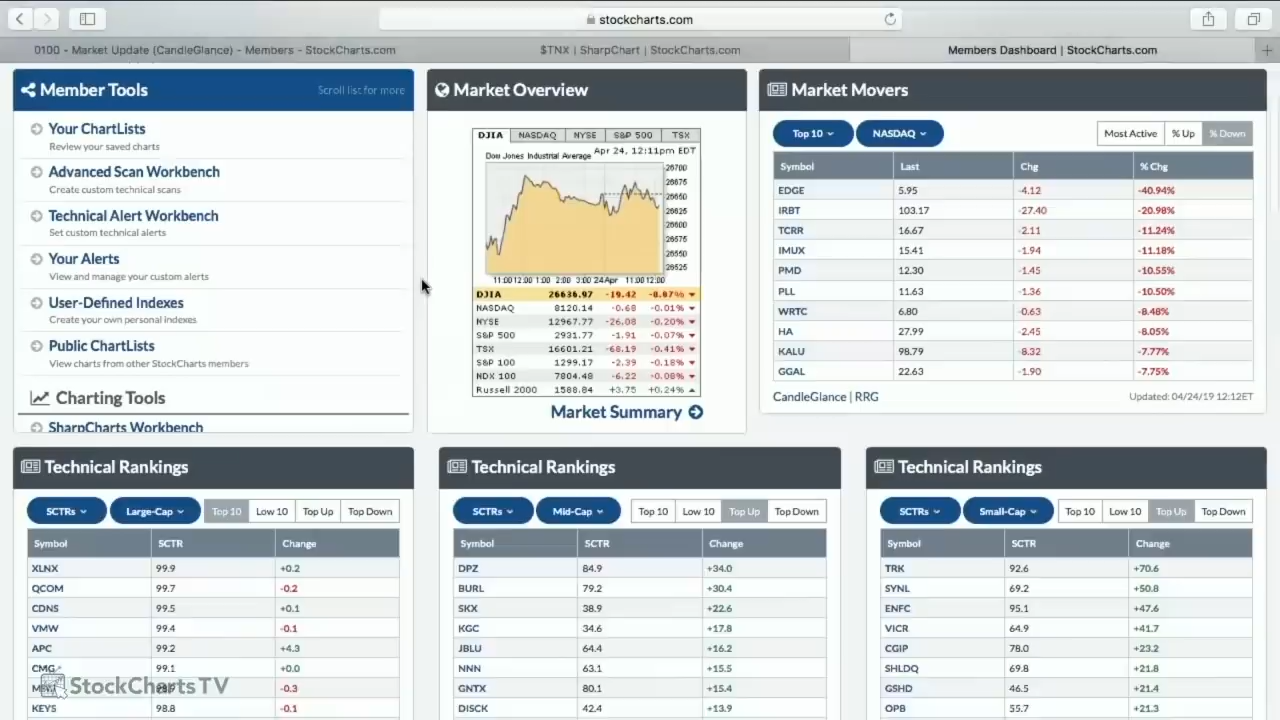 stockcharts.com
0100 - Market Update (CandleGlance) - Members - StockCharts.com
$TNX | SharpChart | StockCharts.com
Members Dashboard | StockCharts.com
Member Tools
Scroll list for more
Your ChartLists
Review your saved charts
Advanced Scan Workbench
Create custom technical scans
Technical Alert Workbench
Set custom technical alerts
Your Alerts
View and manage your custom alerts
User-Defined Indexes
Create your own personal indexes
Public ChartLists
View charts from other StockCharts members
Charting Tools
SharpCharts Workbench
Market Overview
DJIA NASDAQ NYSE S&P 500 TSX
Apr 24, 12:11pm EDT
Dow Jones Industrial Average
26700
26675
26650
26625
26600
26575
26550
26525
11:00 12:00 1:00 2:00 3:00 24Apr 11:00 12:00
DJIA 26636.97 -19.42 -0.07%
NASDAQ 8120.14 -0.68 -0.01%
NYSE 12967.77 -26.08 -0.20%
S&P 500 2931.77 -1.91 -0.07%
TSX 16601.21 -68.19 -0.41%
S&P 100 1299.17 -2.39 -0.18%
NDX 100 7804.48 -6.22 -0.08%
Russell 2000 1588.84 +3.75 +0.24%
Market Summary
Market Movers
Top 10 NASDAQ Most Active % Up % Down
Symbol Last Chg % Chg
EDGE 5.95 -4.12 -40.94%
IRBT 103.17 -27.40 -20.98%
TCRR 16.67 -2.11 -11.24%
IMUX 15.41 -1.94 -11.18%
PMD 12.30 -1.45 -10.55%
PLL 11.63 -1.36 -10.50%
WRTC 6.80 -0.63 -8.48%
HA 27.99 -2.45 -8.05%
KALU 98.79 -8.32 -7.77%
GGAL 22.63 -1.90 -7.75%
CandleGlance | RRG
Updated: 04/24/19 12:12ET
Technical Rankings
SCTRs Large-Cap Top 10 Low 10 Top Up Top Down
Symbol SCTR Change
XLNX 99.9 +0.2
QCOM 99.7 -0.2
CDNS 99.5 +0.1
VMW 99.4 -0.1
APC 99.2 +4.3
CMG 99.1 +0.0
-0.3
KEYS 98.8 -0.1
StockCharts TV
Technical Rankings
SCTRs Mid-Cap Top 10 Low 10 Top Up Top Down
Symbol SCTR Change
DPZ 84.9 +34.0
BURL 79.2 +30.4
SKX 38.9 +22.6
KGC 34.6 +17.8
JBLU 64.4 +16.2
NNN 63.1 +15.5
GNTX 80.1 +15.4
DISCK 42.4 +13.9
Technical Rankings
SCTRs Small-Cap Top 10 Low 10 Top Up Top Down
Symbol SCTR Change
TRK 92.6 +70.6
SYNL 69.2 +50.8
ENFC 95.1 +47.6
VICR 64.9 +41.7
CGIP 78.0 +23.2
SHLDQ 69.8 +21.8
GSHD 46.5 +21.4
OPB 55.7 +21.3